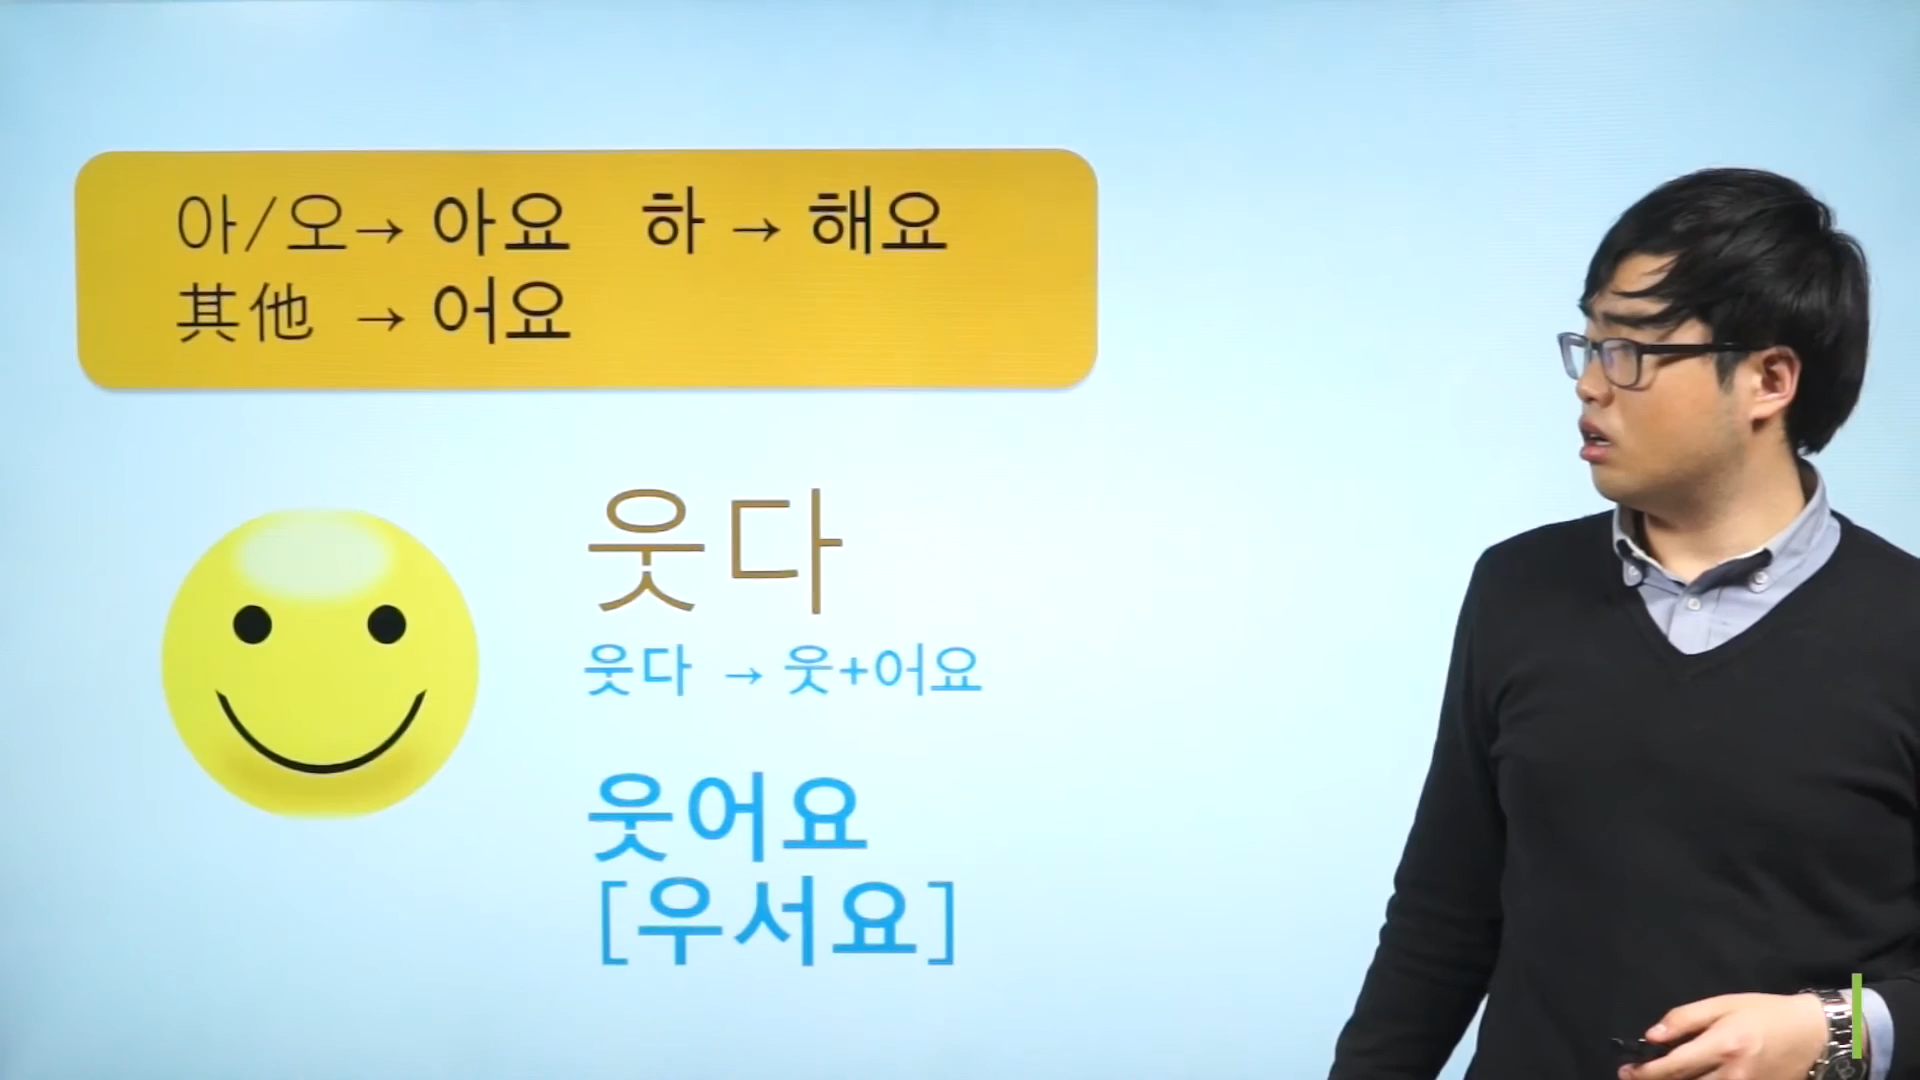 아/오→ 아요 하 → 해요
其他 → 어요
웃다
웃다 → 웃+어요
웃어요
[우서요]